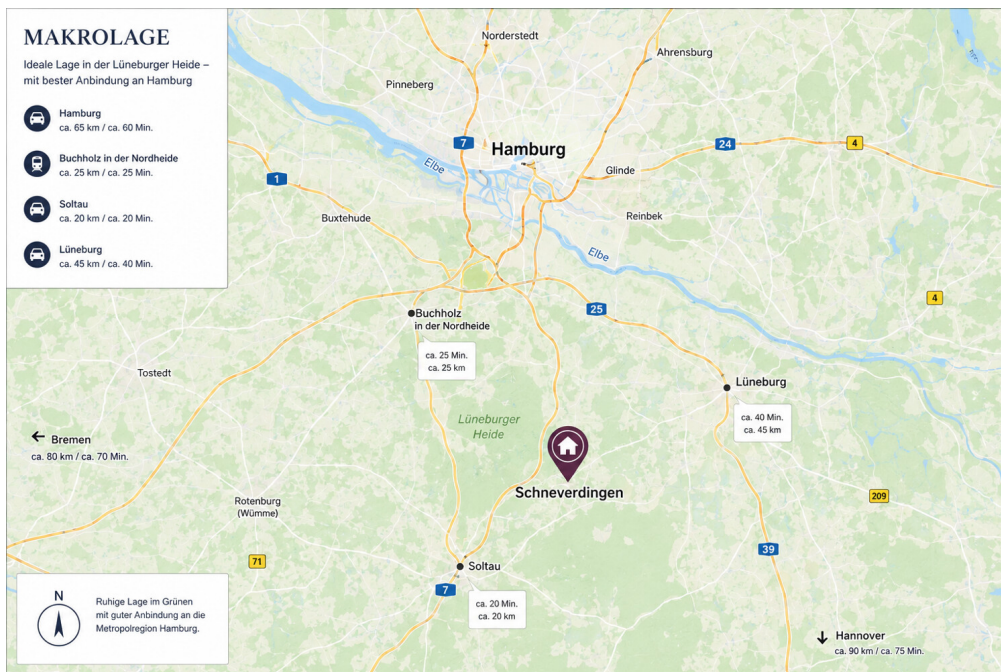 MAKROLAGE
Ideale Lage in der Lüneburger Heide –
mit bester Anbindung an Hamburg
Hamburg
ca. 65 km / ca. 60 Min.
Buchholz in der Nordheide
ca. 25 km / ca. 25 Min.
Soltau
ca. 20 km / ca. 20 Min.
Lüneburg
ca. 45 km / ca. 40 Min.
Norderstedt
Ahrensburg
Pinneberg
7
Hamburg
24
4
Elbe
Glinde
1
Buxtehude
Reinbek
Elbe
4
25
Buchholz
in der Nordheide
ca. 25 Min.
ca. 25 km
Tostedt
Lüneburg
ca. 40 Min.
ca. 45 km
Lüneburger
Heide
← Bremen
ca. 80 km / ca. 70 Min.
Schneverdingen
Rotenburg
(Wümme)
209
39
71
Soltau
7
ca. 20 Min.
ca. 20 km
N
Ruhige Lage im Grünen
mit guter Anbindung an die
Metropolregion Hamburg.
↓ Hannover
ca. 90 km / ca. 75 Min.